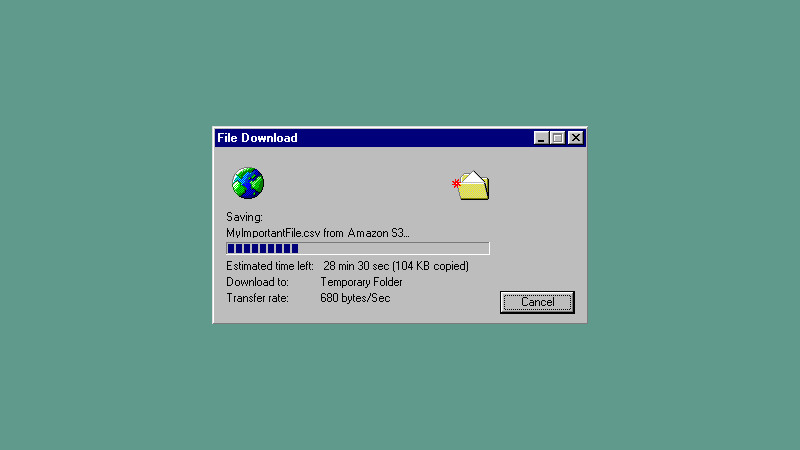 File Download
Saving:
MyImportantFile.csv from Amazon S3...
Estimated time left: 28 min 30 sec (104 KB copied)
Download to: Temporary Folder
Transfer rate: 680 bytes/Sec
Cancel